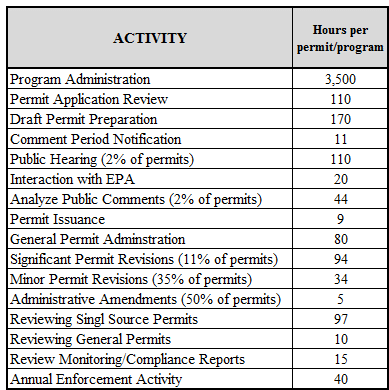 ACTIVITY
Hours per
permit/program
Program Administration 3,500
Permit Application Review 110
Draft Permit Preparation 170
Comment Period Notification 11
Public Hearing (2% of permits) 110
Interaction with EPA 20
Analyze Public Comments (2% of permits) 44
Permit Issuance 9
General Permit Adminstration 80
Significant Permit Revisions (11% of permits) 94
Minor Permit Revisions (35% of permits) 34
Administrative Amendments (50% of permits) 5
Reviewing Singl Source Permits 97
Reviewing General Permits 10
Review Monitoring/Compliance Reports 15
Annual Enforcement Activity 40